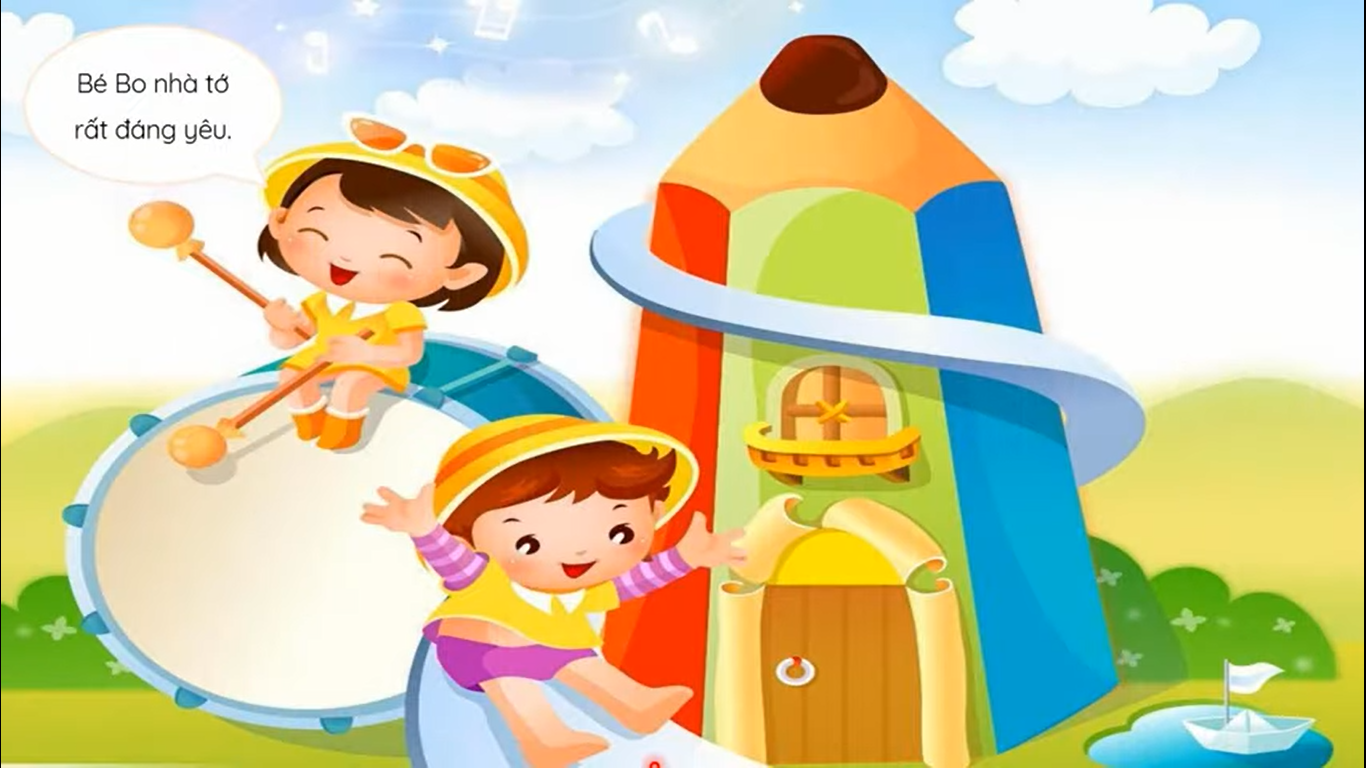 Bé Bo nhà tớ
rất đáng yêu.